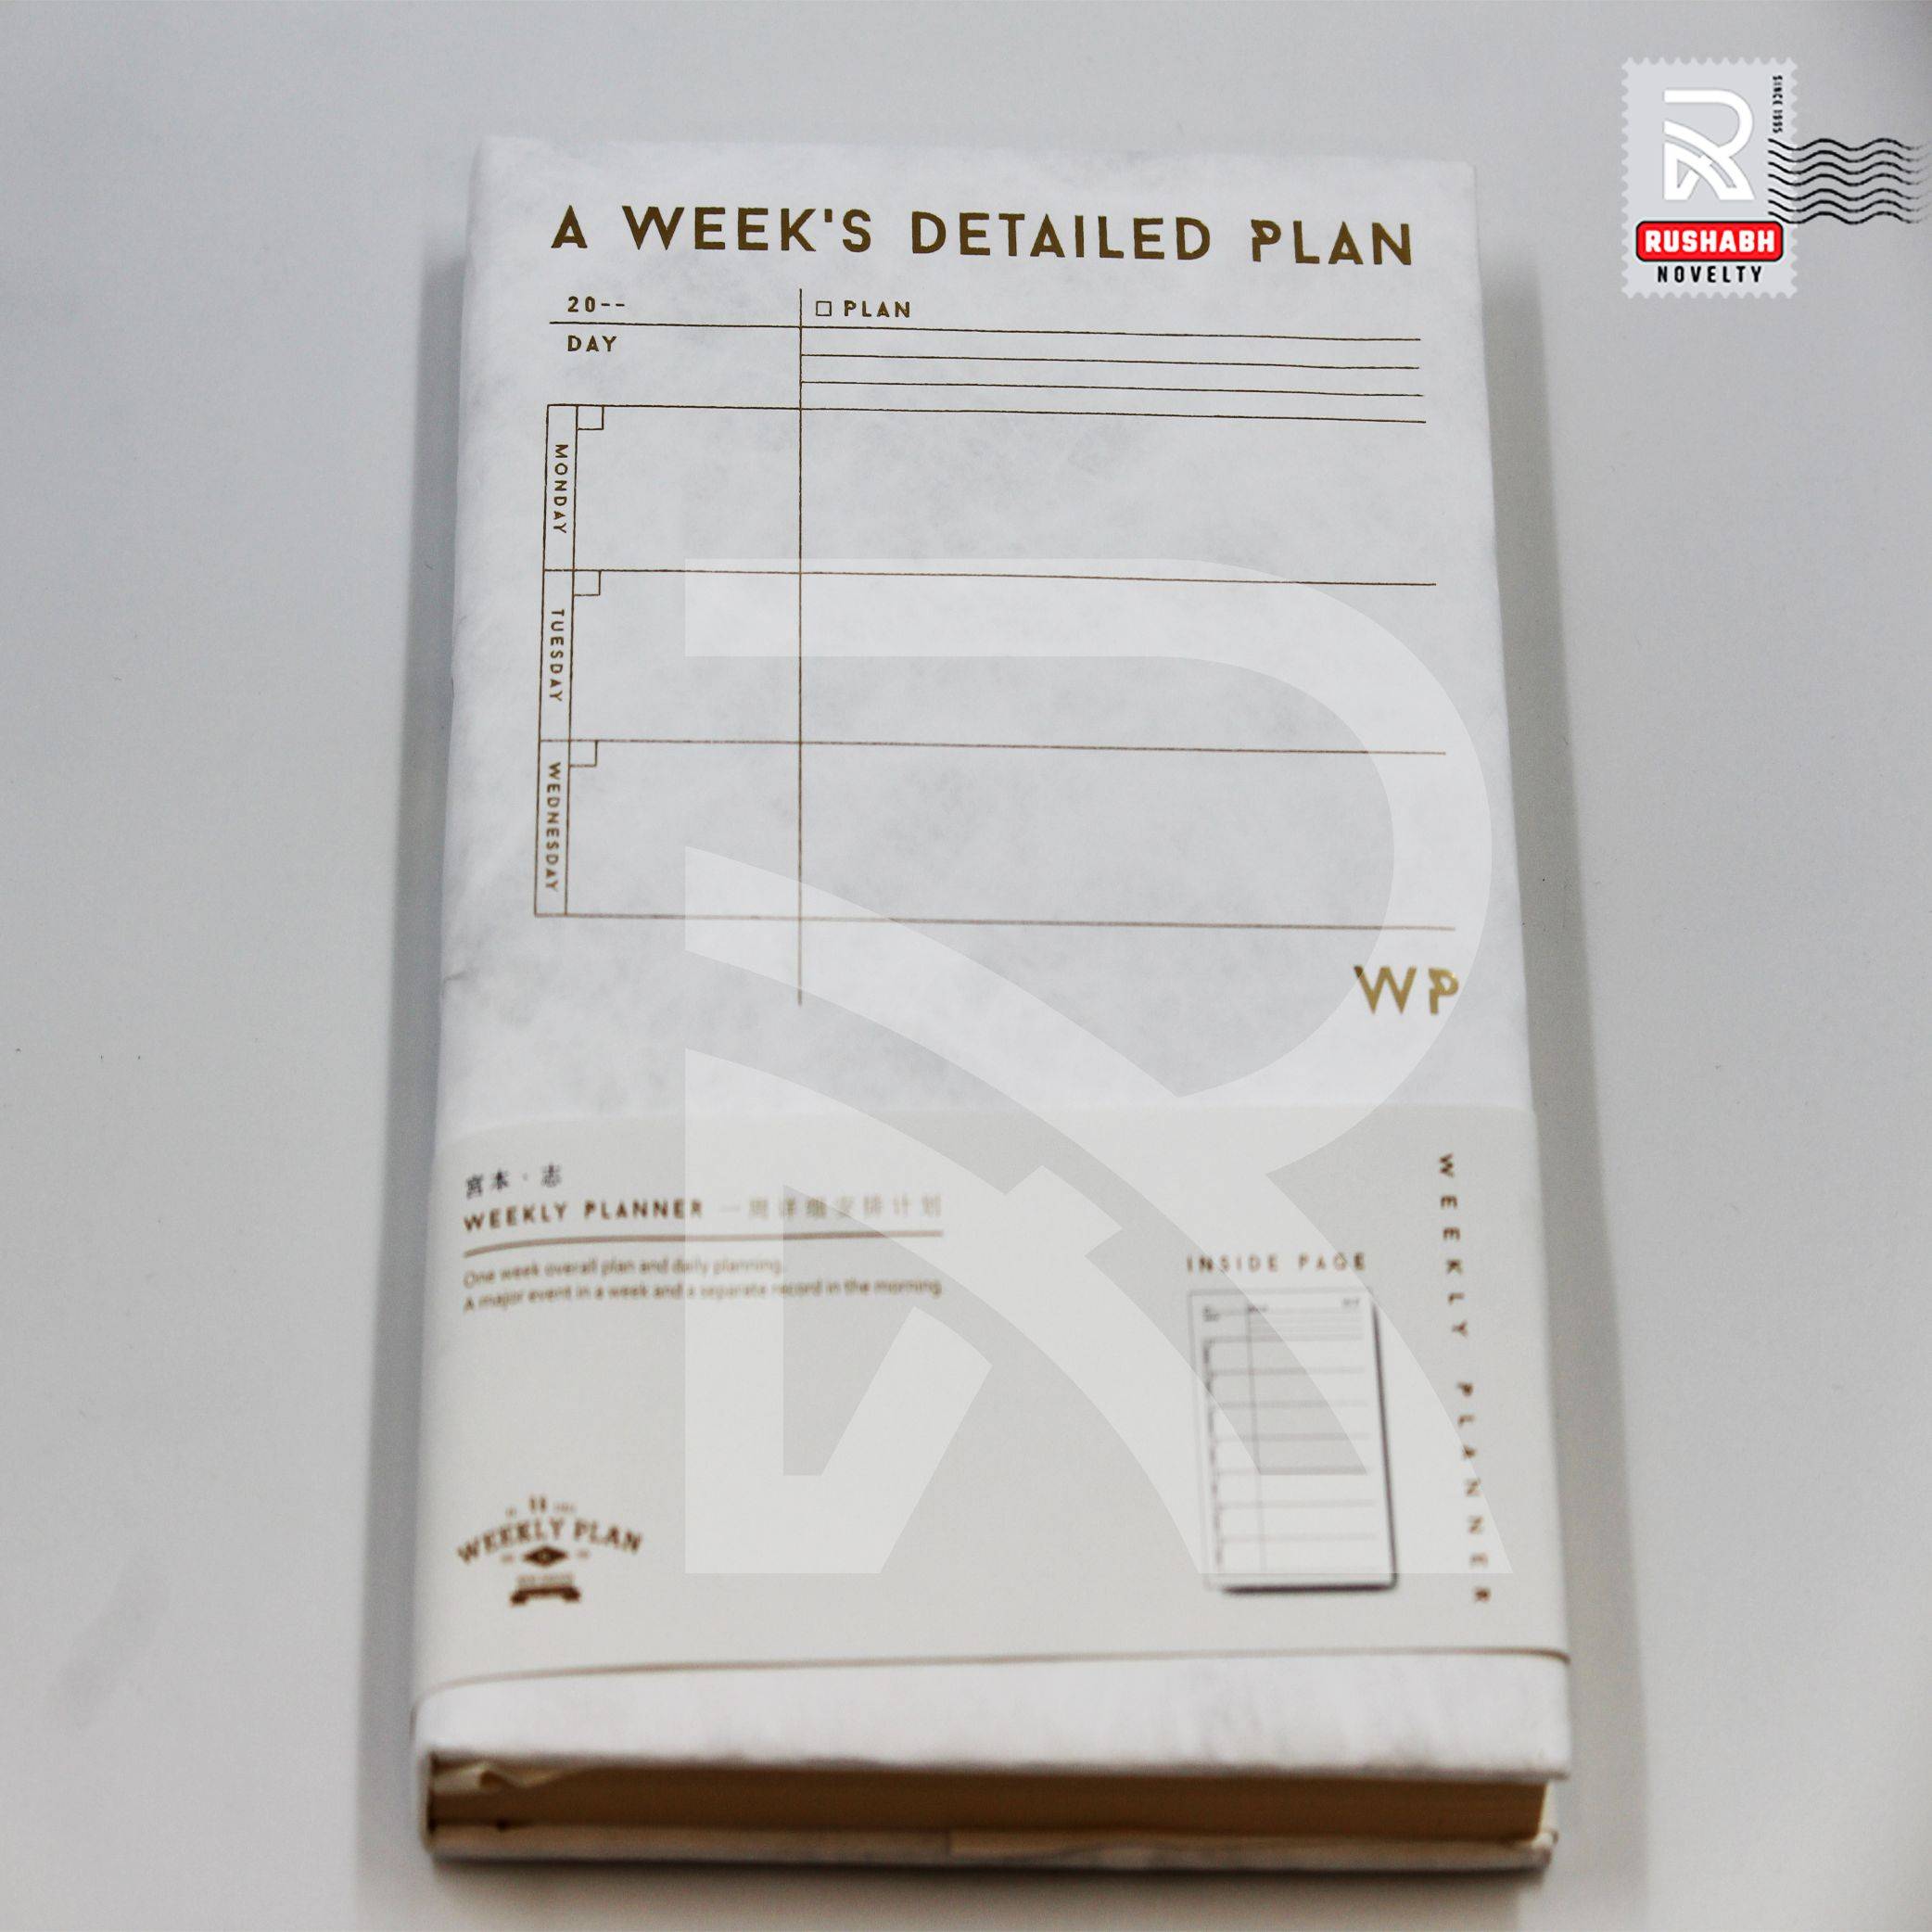 SINCE 1995
RUSHABH
NOVELTY
A WEEK'S DETAILED PLAN
20--
PLAN
DAY
MONDAY
TUESDAY
WEDNESDAY
WP
宮本·志
WEEKLY PLANNER 一周详细安排计划
One week overall plan and daily planning.
A major event in a week and a separate record in the morning
INSIDE PAGE
WEEKLY PLANNER
WEEKLY PLAN